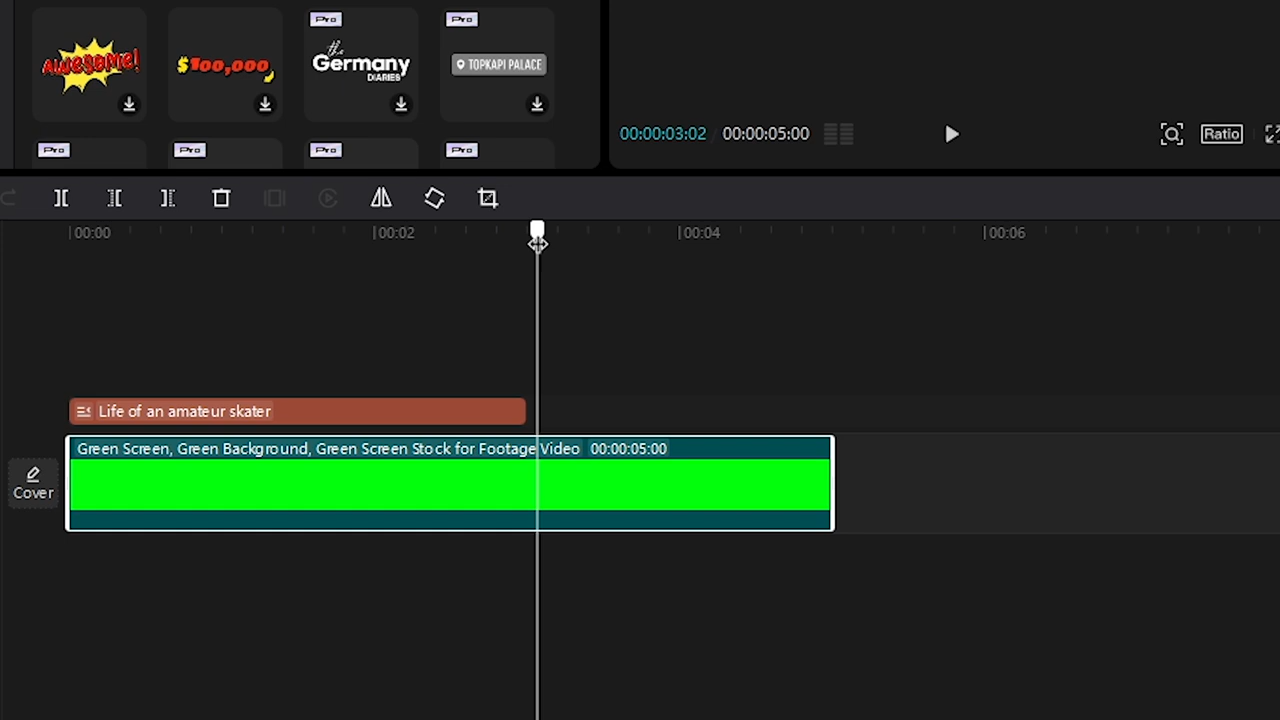 Pro
Pro
AWESOME!
$100,000
the
Germany
DIARIES
TOPKAPI PALACE
00:00:03:02
00:00:05:00
Ratio
Pro
Pro
Pro
Pro
00:00
00:02
00:04
00:06
Life of an amateur skater
Green Screen, Green Background, Green Screen Stock for Footage Video 00:00:05:00
Cover